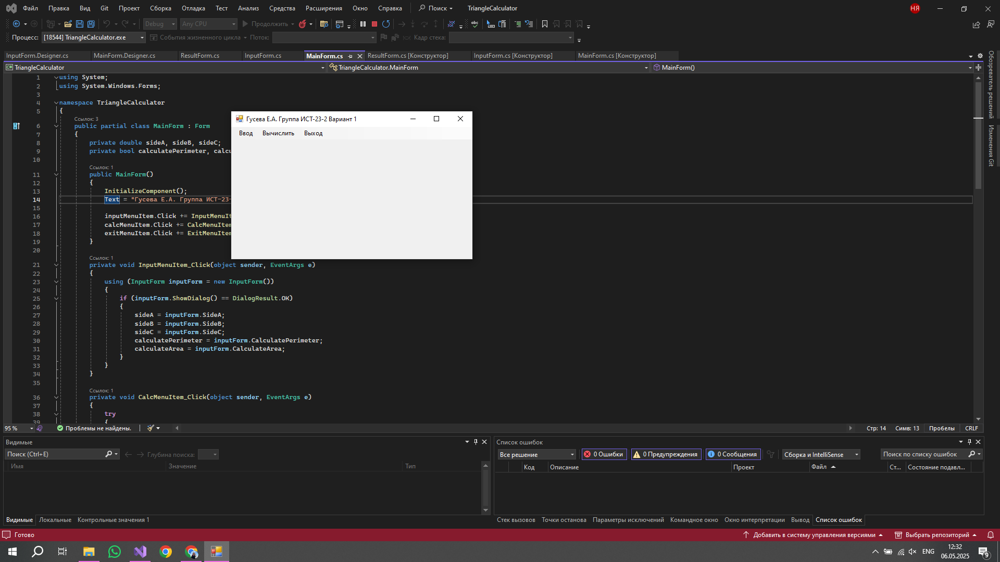 Файл Правка Вид Git Проект Сборка Отладка Тест Анализ Средства Расширения Окно Справка Поиск TriangleCalculator НЯ
Debug Any CPU Продолжить
Процесс: [18544] TriangleCalculator.exe События жизненного цикла Поток: Кадр стека:
InputForm.Designer.cs MainForm.Designer.cs ResultForm.cs InputForm.cs MainForm.cs ResultForm.cs [Конструктор] InputForm.cs [Конструктор] MainForm.cs [Конструктор]
TriangleCalculator TriangleCalculator.MainForm MainForm()
1 using System;
2 using System.Windows.Forms;
3
4 namespace TriangleCalculator
5 {
Ссылок: 3
6 public partial class MainForm : Form
7 {
8 private double sideA, sideB, sideC;
9 private bool calculatePerimeter, calcu
10
Ссылок: 1
11 public MainForm()
12 {
13 InitializeComponent();
14 Text = "Гусева Е.А. Группа ИСТ-23-
15
16 inputMenuItem.Click += InputMenuIt
17 calcMenuItem.Click += CalcMenuItem
18 exitMenuItem.Click += ExitMenuItem
19 }
20
Ссылок: 1
21 private void InputMenuItem_Click(object sender, EventArgs e)
22 {
23 using (InputForm inputForm = new InputForm())
24 {
25 if (inputForm.ShowDialog() == DialogResult.OK)
26 {
27 sideA = inputForm.SideA;
28 sideB = inputForm.SideB;
29 sideC = inputForm.SideC;
30 calculatePerimeter = inputForm.CalculatePerimeter;
31 calculateArea = inputForm.CalculateArea;
32 }
33 }
34 }
35
Ссылок: 1
36 private void CalcMenuItem_Click(object sender, EventArgs e)
37 {
38 try
39 {
Гусева Е.А. Группа ИСТ-23-2 Вариант 1
Ввод Вычислить Выход
Обозреватель решений
Изменения Git
95 % Проблемы не найдены. Стр: 14 Симв: 13 Пробелы CRLF
Видимые
Поиск (Ctrl+E) Глубина поиска:
Имя Значение Тип
Видимые Локальные Контрольные значения 1
Список ошибок
Все решение 0 Ошибки 0 Предупреждения 0 Сообщения Сборка и IntelliSense Поиск по списку ошибок
Код Описание Проект Файл Ст... Состояние подавл...
Стек вызовов Точки останова Параметры исключений Командное окно Окно интерпретации Вывод Список ошибок
Готово Добавить в систему управления версиями Выбрать репозиторий
ENG 12:32
06.05.2025 9